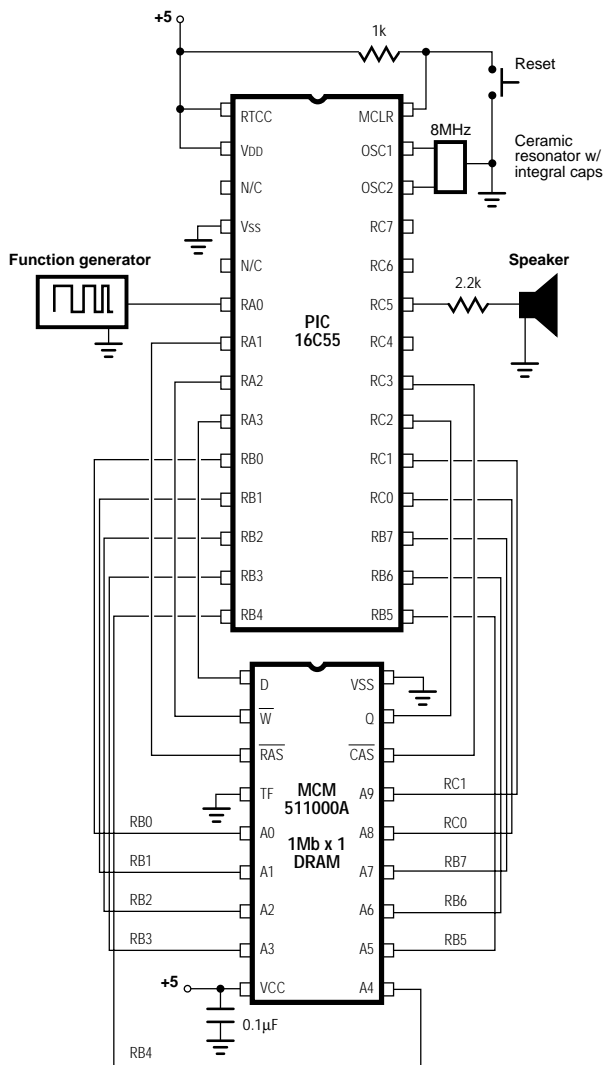 +5
1k
Reset
RTCC
MCLR
8MHz
Ceramic
resonator w/
integral caps
VDD
OSC1
N/C
OSC2
Vss
RC7
Function generator
N/C
RC6
Speaker
2.2k
RA0
PIC
16C55
RC5
RA1
RC4
RA2
RC3
RA3
RC2
RB0
RC1
RB1
RC0
RB2
RB7
RB3
RB6
RB4
RB5
D
VSS
W
Q
RAS
CAS
TF
MCM
511000A
A9
RC1
RB0
A0
1Mb x 1
DRAM
A8
RC0
RB1
A1
A7
RB7
RB2
A2
A6
RB6
RB3
A3
A5
RB5
+5
VCC
A4
0.1µF
RB4